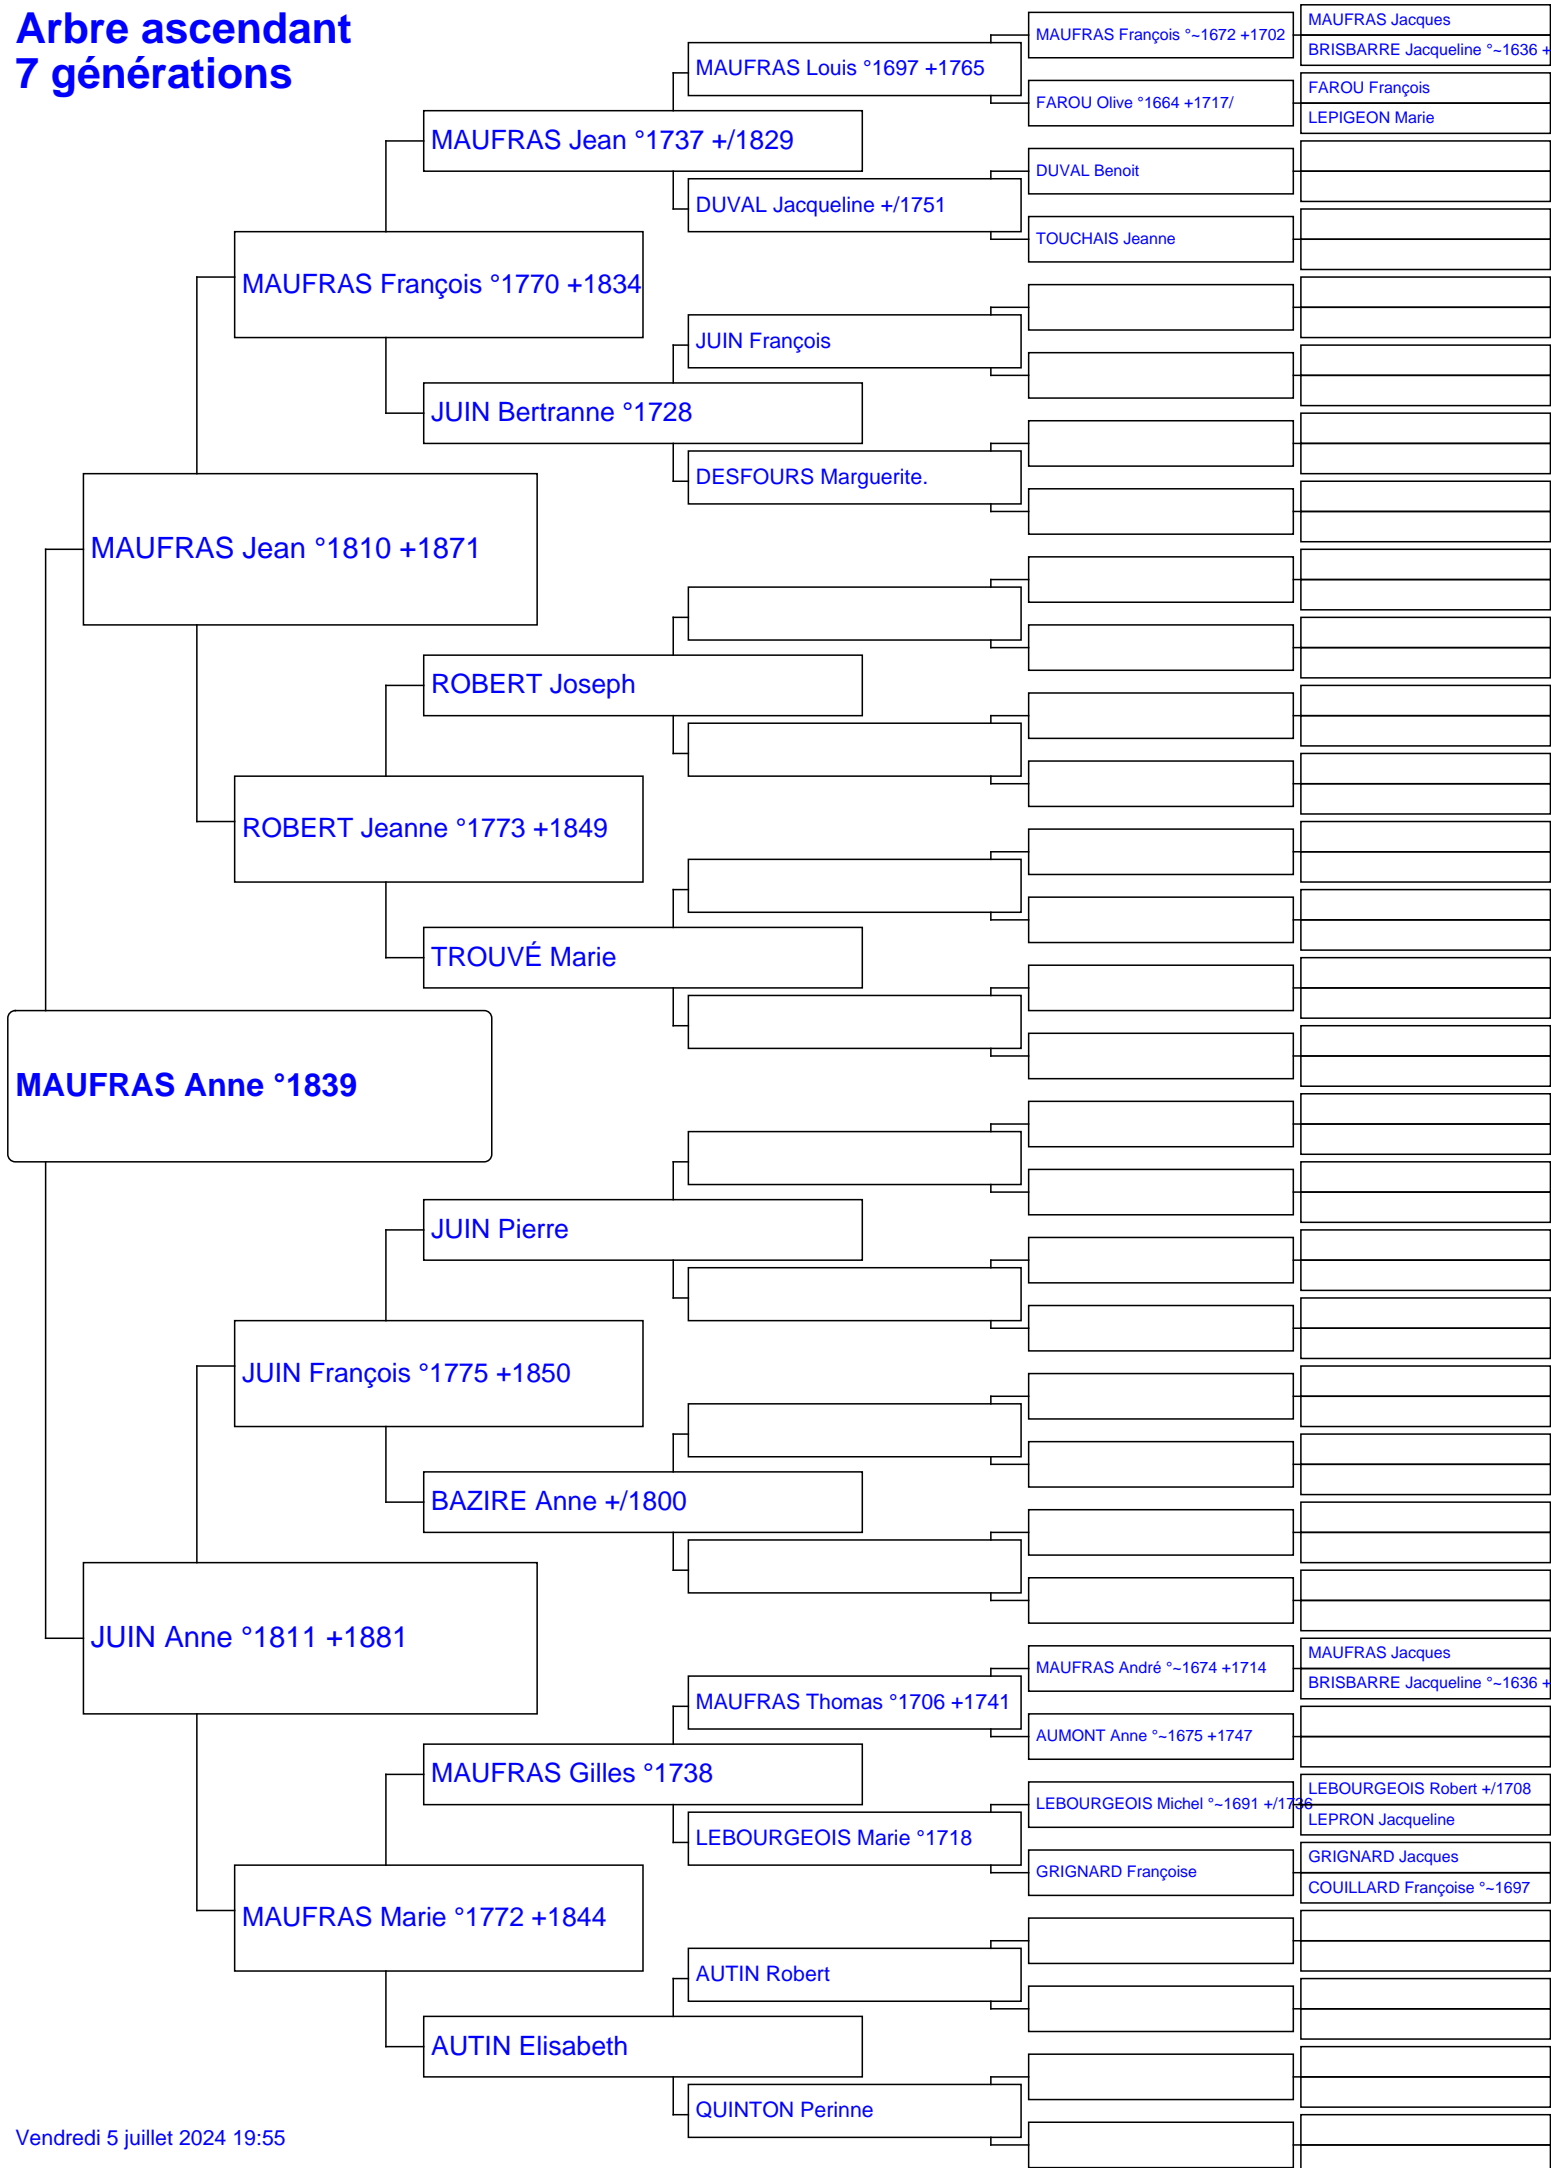 Arbre ascendant
7 générations
MAUFRAS François °~1672 +1702
MAUFRAS Jacques
BRISBARRE Jacqueline °~1636 +
MAUFRAS Louis °1697 +1765
FAROU Olive °1664 +1717/
FAROU François
LEPIGEON Marie
MAUFRAS Jean °1737 +/1829
DUVAL Benoit
DUVAL Jacqueline +/1751
TOUCHAIS Jeanne
MAUFRAS François °1770 +1834
JUIN François
JUIN Bertranne °1728
DESFOURS Marguerite.
MAUFRAS Jean °1810 +1871
ROBERT Joseph
ROBERT Jeanne °1773 +1849
TROUVÉ Marie
MAUFRAS Anne °1839
JUIN Pierre
JUIN François °1775 +1850
BAZIRE Anne +/1800
JUIN Anne °1811 +1881
MAUFRAS André °~1674 +1714
MAUFRAS Jacques
BRISBARRE Jacqueline °~1636 +
MAUFRAS Thomas °1706 +1741
AUMONT Anne °~1675 +1747
MAUFRAS Gilles °1738
LEBOURGEOIS Michel °~1691 +/1736
LEBOURGEOIS Robert +/1708
LEPRON Jacqueline
LEBOURGEOIS Marie °1718
GRIGNARD Françoise
GRIGNARD Jacques
COUILLARD Françoise °~1697
MAUFRAS Marie °1772 +1844
AUTIN Robert
AUTIN Elisabeth
QUINTON Perinne
Vendredi 5 juillet 2024 19:55